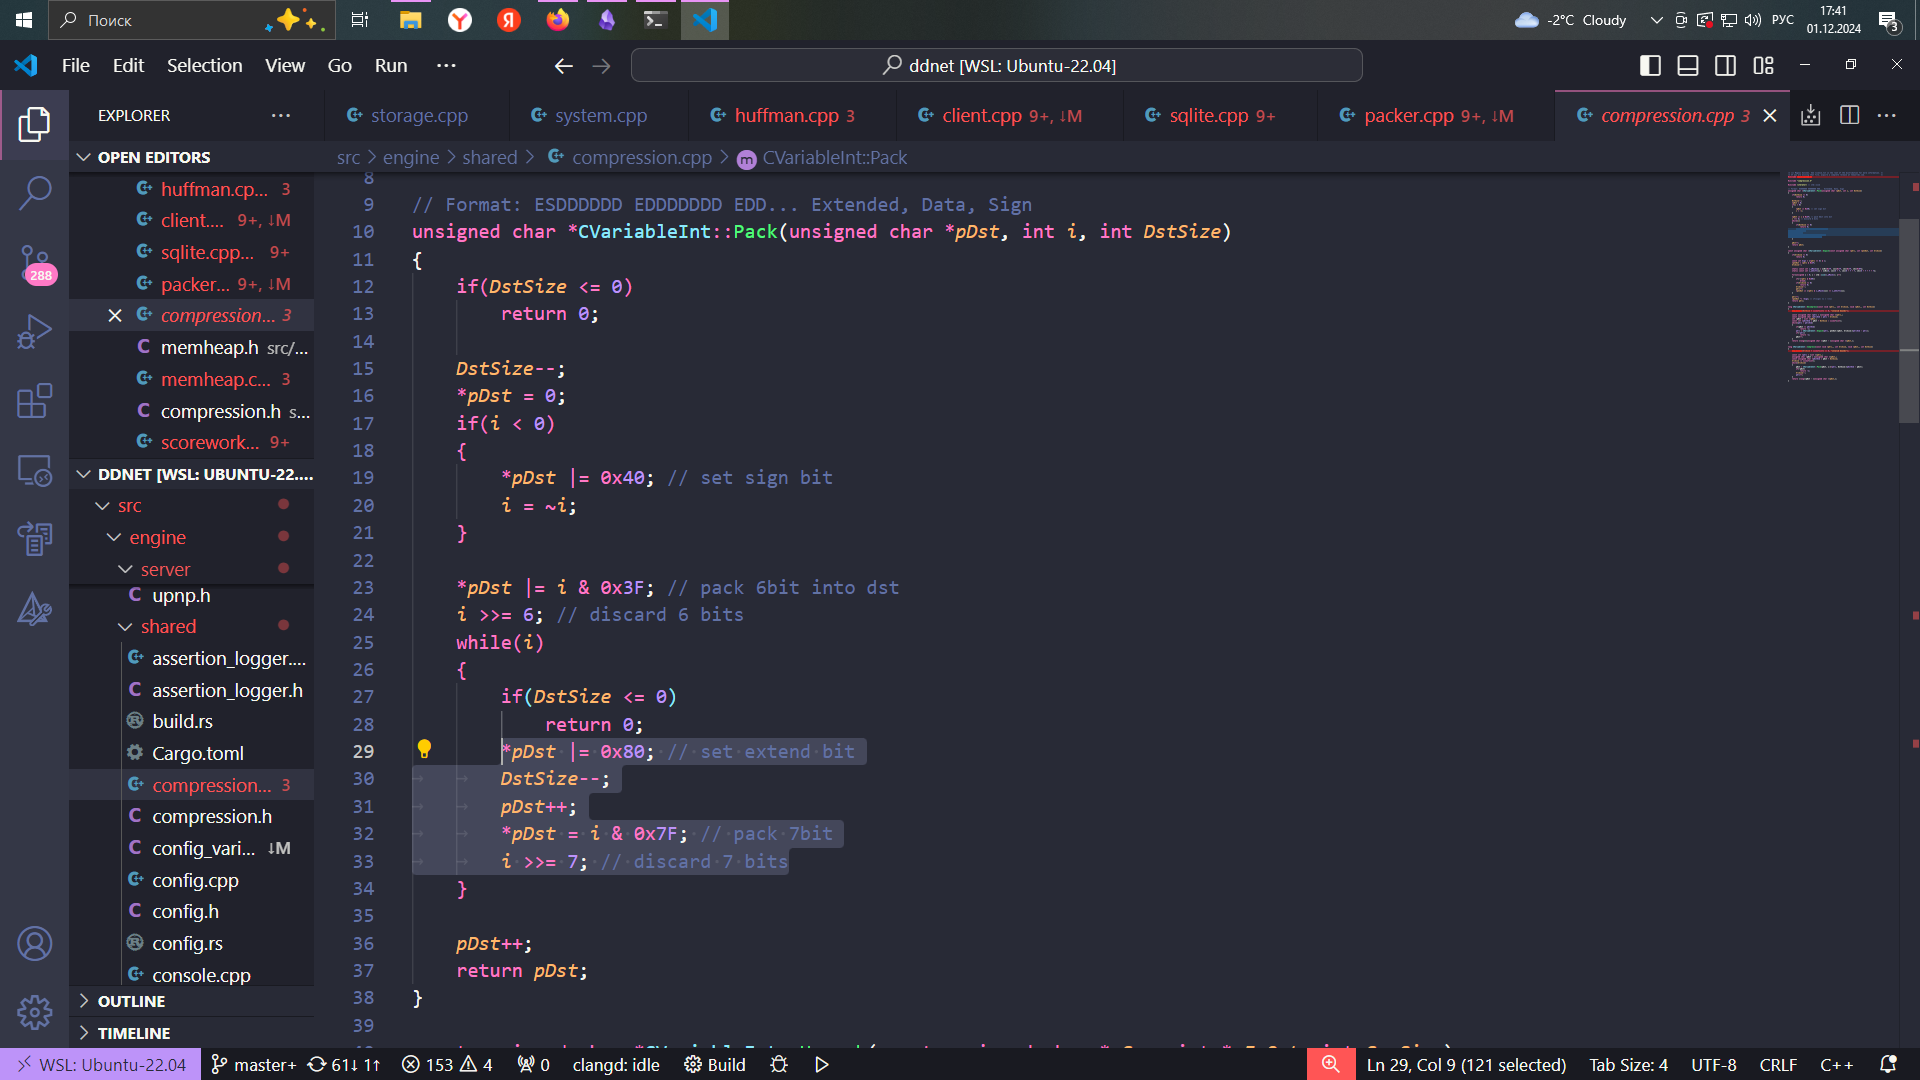 Поиск
-2°C Cloudy
РУС
17:41
01.12.2024
3
File Edit Selection View Go Run ...
ddnet [WSL: Ubuntu-22.04]
EXPLORER
storage.cpp
system.cpp
huffman.cpp 3
client.cpp 9+, ↓M
sqlite.cpp 9+
packer.cpp 9+, ↓M
compression.cpp 3
OPEN EDITORS
src > engine > shared > compression.cpp > CVariableInt::Pack
huffman.cp... 3
client.... 9+, ↓M
sqlite.cpp... 9+
packer... 9+, ↓M
compression... 3
memheap.h src/...
memheap.c... 3
compression.h s...
scorework... 9+
DDNET [WSL: UBUNTU-22....
src
engine
server
upnp.h
shared
assertion_logger....
assertion_logger.h
build.rs
Cargo.toml
compression... 3
compression.h
config_vari... ↓M
config.cpp
config.h
config.rs
console.cpp
OUTLINE
TIMELINE
288
8
9 // Format: ESDDDDDD EDDDDDDD EDD... Extended, Data, Sign
10 unsigned char *CVariableInt::Pack(unsigned char *pDst, int i, int DstSize)
11 {
12 if(DstSize <= 0)
13 return 0;
14
15 DstSize--;
16 *pDst = 0;
17 if(i < 0)
18 {
19 *pDst |= 0x40; // set sign bit
20 i = ~i;
21 }
22
23 *pDst |= i & 0x3F; // pack 6bit into dst
24 i >>= 6; // discard 6 bits
25 while(i)
26 {
27 if(DstSize <= 0)
28 return 0;
29 *pDst |= 0x80; // set extend bit
30 DstSize--;
31 pDst++;
32 *pDst = i & 0x7F; // pack 7bit
33 i >>= 7; // discard 7 bits
34 }
35
36 pDst++;
37 return pDst;
38 }
39
WSL: Ubuntu-22.04 master+ 61↓ 1↑ 153 4 0 clangd: idle Build Ln 29, Col 9 (121 selected) Tab Size: 4 UTF-8 CRLF C++